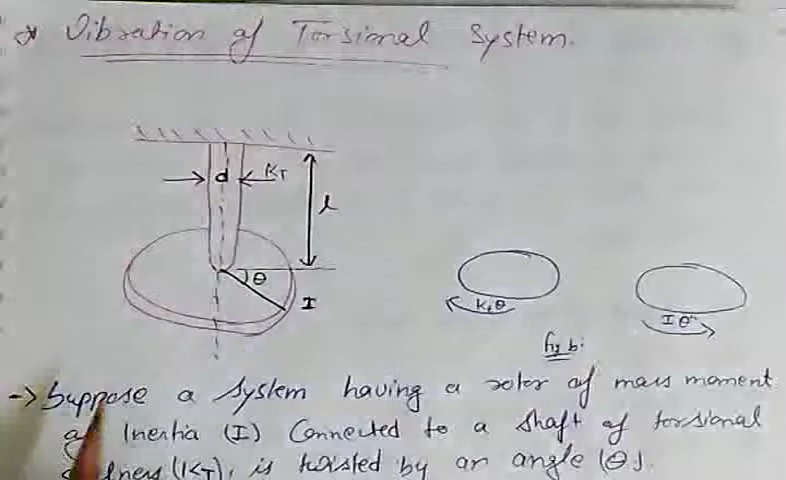 * Vibration of Torsional System.
d
KT
l
θ
I
Ktθ
Iθ̈
fig b:
-> Suppose a system having a rotor of mass moment
of Inertia (I) Connected to a shaft of torsional
(KT), is twisted by an angle (θ).